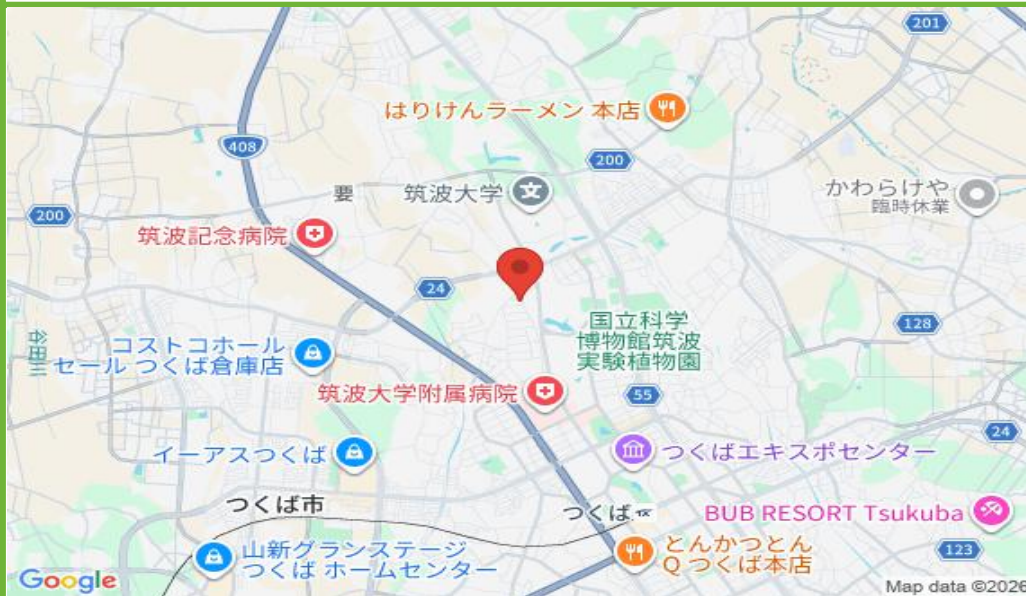 201
はりけんラーメン 本店
408
200
要
筑波大学
文
かわらけや
臨時休業
200
筑波記念病院
24
国立科学
博物館筑波
実験植物園
128
谷田川
コストコホール
セール つくば倉庫店
筑波大学附属病院
55
24
イーアスつくば
つくばエキスポセンター
つくば市
つくば
BUB RESORT Tsukuba
山新グランステージ
つくば ホームセンター
とんかつとん
Q つくば本店
123
Google
Map data ©2026